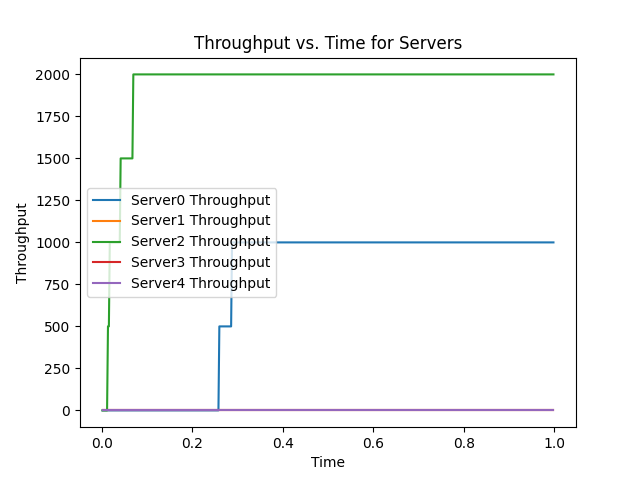 Throughput vs. Time for Servers
Throughput
2000
1750
1500
1250
1000
750
500
250
0
Server0 Throughput
Server1 Throughput
Server2 Throughput
Server3 Throughput
Server4 Throughput
0.0 0.2 0.4 0.6 0.8 1.0
Time